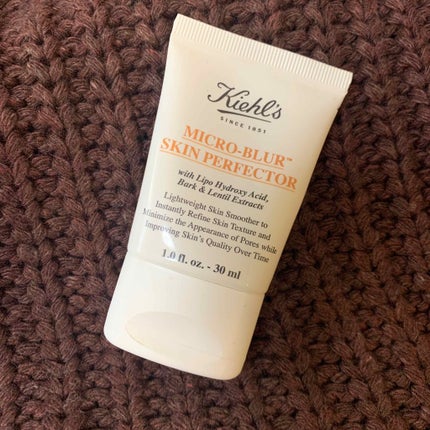 Kiehl's
SINCE 1851
MICRO-BLUR™
SKIN PERFECTOR
with Lipo Hydroxy Acid,
Bark & Lentil Extracts
Lightweight Skin Smoother to
Instantly Refine Skin Texture and
Minimize the Appearance of Pores while
improving Skin's Quality Over Time
1.0 fl. oz. - 30 ml